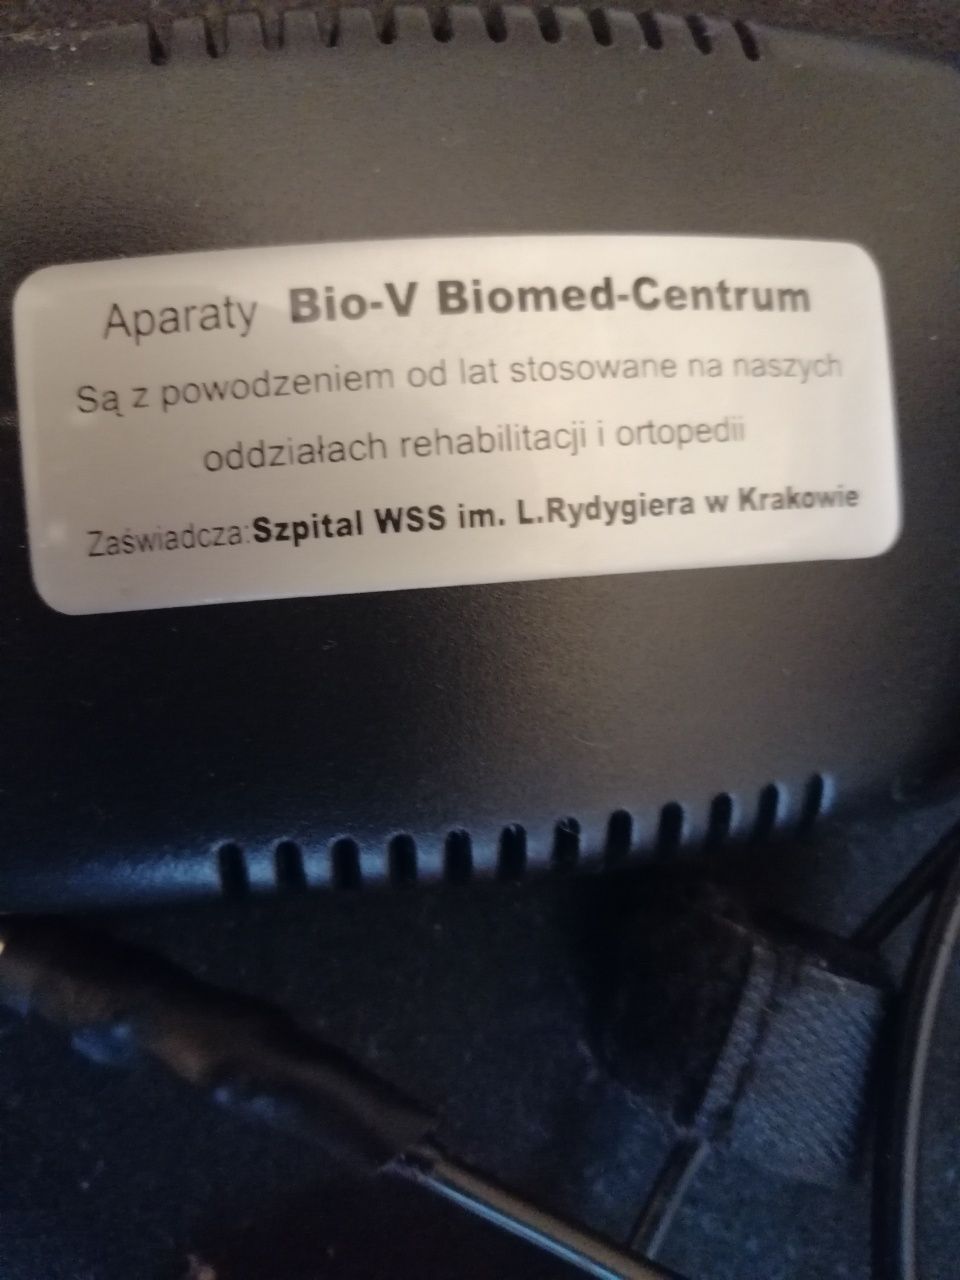 Aparaty Bio-V Biomed-Centrum
Są z powodzeniem od lat stosowane na naszych
oddziałach rehabilitacji i ortopedii
Zaświadcza:Szpital WSS im. L.Rydygiera w Krakowie